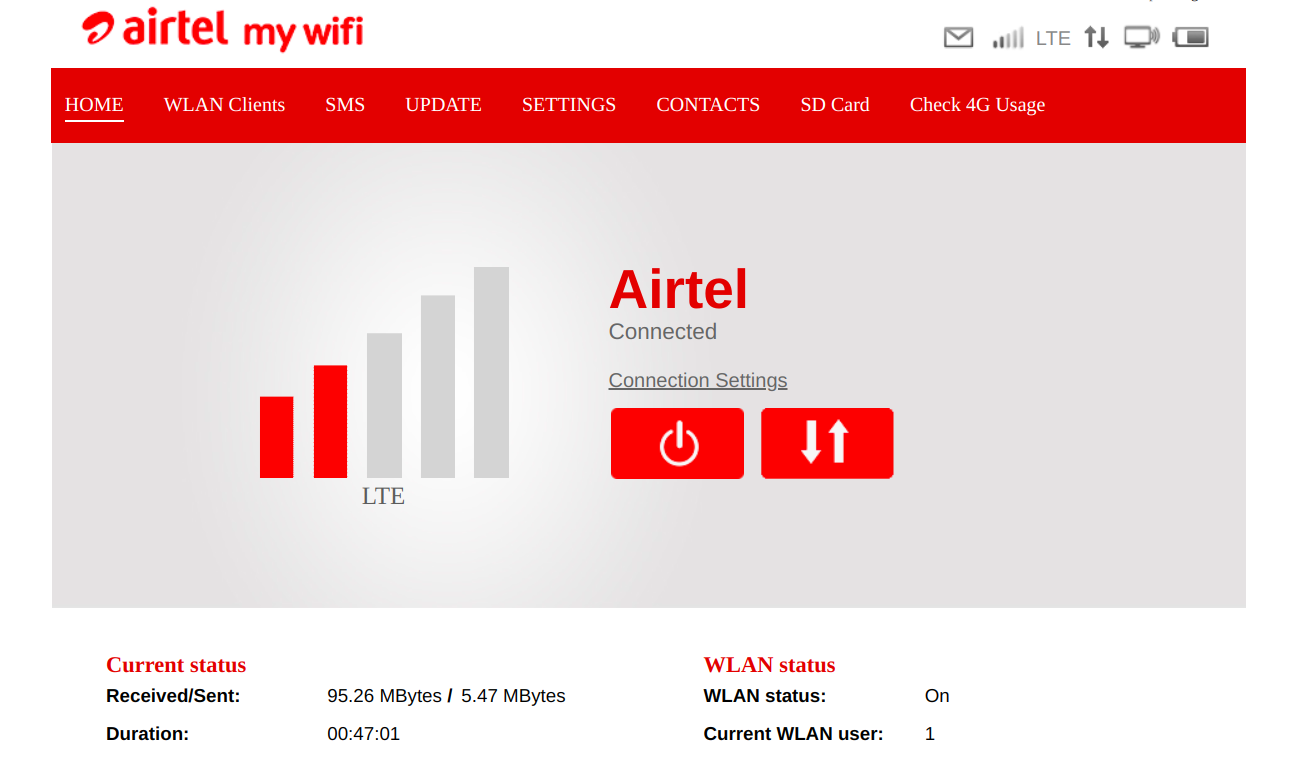 airtel my wifi
LTE
HOME WLAN Clients SMS UPDATE SETTINGS CONTACTS SD Card Check 4G Usage
Airtel
Connected
Connection Settings
LTE
Current status
Received/Sent: 95.26 MBytes / 5.47 MBytes
Duration: 00:47:01
WLAN status
WLAN status: On
Current WLAN user: 1